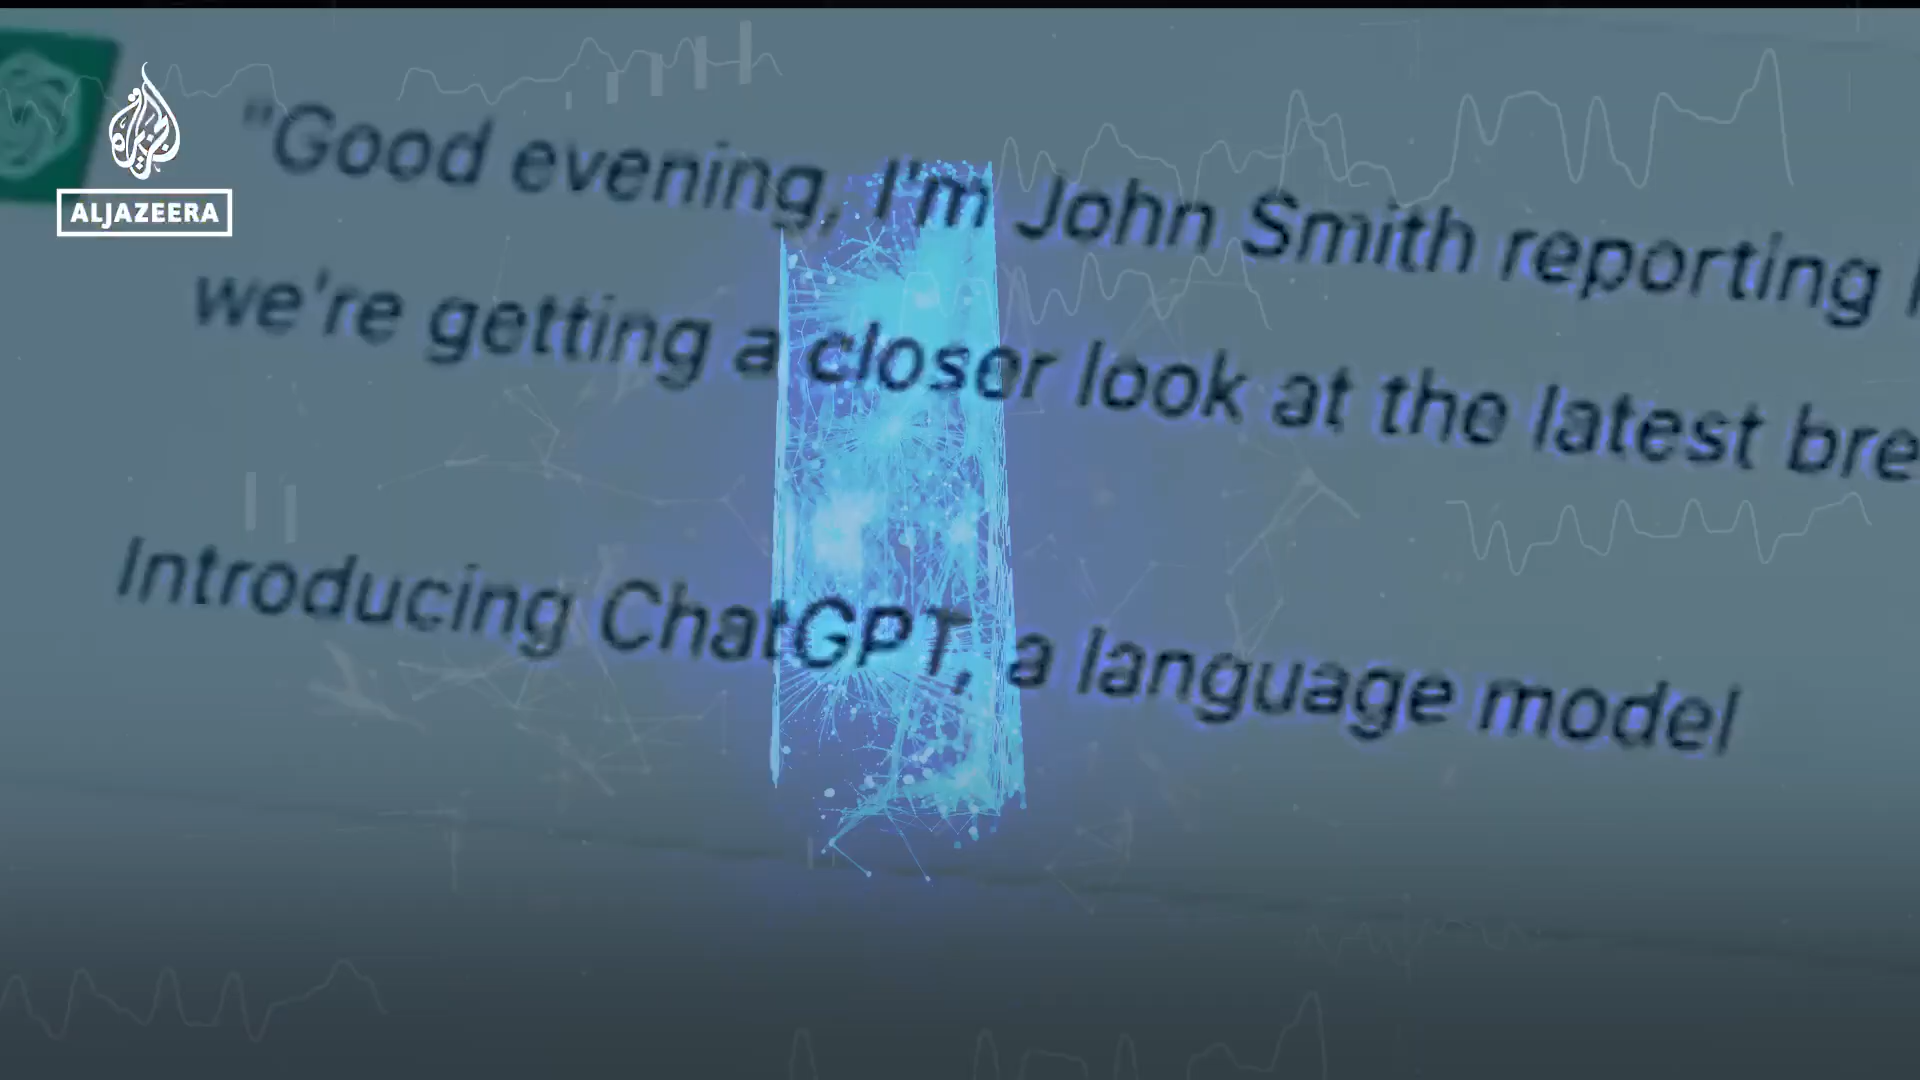 ALJAZEERA
"Good evening, I'm John Smith reporting
we're getting a closer look at the latest
Introducing ChatGPT, a language model